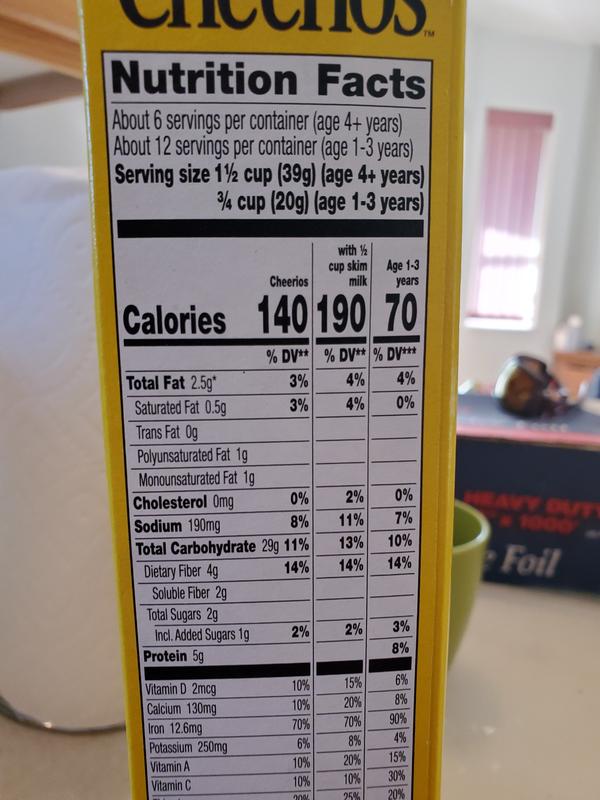 Cheerios™
Nutrition Facts
About 6 servings per container (age 4+ years)
About 12 servings per container (age 1-3 years)
Serving size 1½ cup (39g) (age 4+ years)
¾ cup (20g) (age 1-3 years)
Cheerios with ½ cup skim milk Age 1-3 years
Calories 140 190 70
% DV** % DV** % DV***
Total Fat 2.5g* 3% 4% 4%
Saturated Fat 0.5g 3% 4% 0%
Trans Fat 0g
Polyunsaturated Fat 1g
Monounsaturated Fat 1g
Cholesterol 0mg 0% 2% 0%
Sodium 190mg 8% 11% 7%
Total Carbohydrate 29g 11% 13% 10%
Dietary Fiber 4g 14% 14% 14%
Soluble Fiber 2g
Total Sugars 2g
Incl. Added Sugars 1g 2% 2% 3%
Protein 5g 8%
Vitamin D 2mcg 10% 15% 6%
Calcium 130mg 10% 20% 8%
Iron 12.6mg 70% 70% 90%
Potassium 250mg 6% 8% 4%
Vitamin A 10% 20% 15%
Vitamin C 10% 10% 30%
20% 25% 20%
HEAVY DUTY
× 1000'
Foil